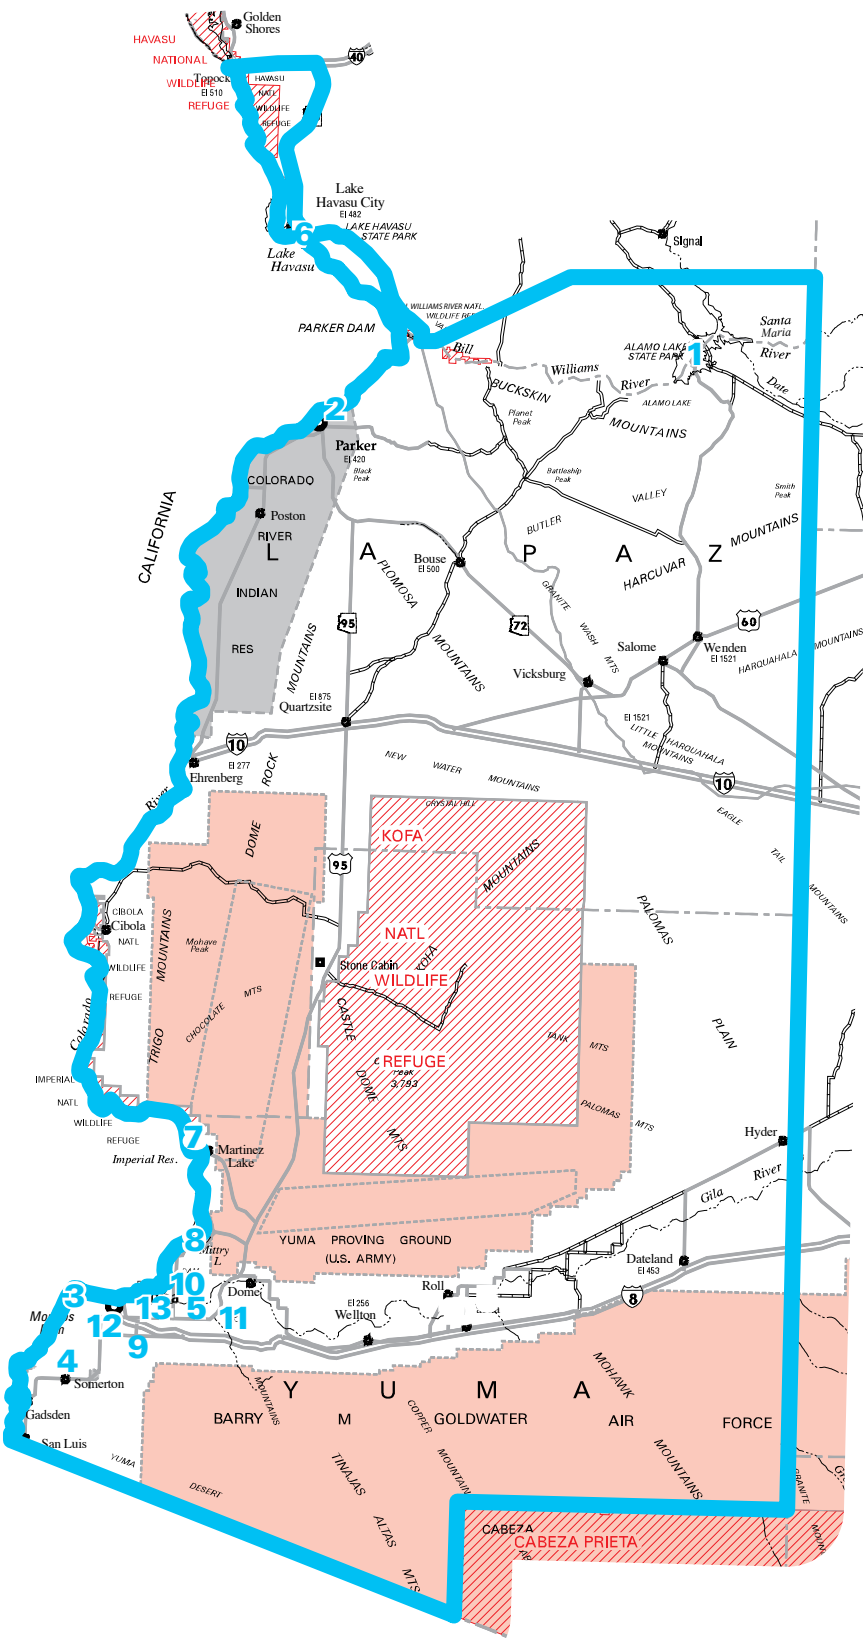 Golden
Shores
HAVASU
NATIONAL
40
Topock
HAVASU
WILDLIFE
El 510
NATL
WILDLIFE
REFUGE
REFUGE
Lake
Havasu City
El 482
6
LAKE HAVASU
STATE PARK
Lake
Havasu
Signal
WILLIAMS RIVER NATL.
WILDLIFE REF
PARKER DAM
Santa
Maria
River
ALAMO LAKE
STATE PARK
1
Bill
Williams
River
Date
BUCKSKIN
ALAMO LAKE
2
Planet
Peak
MOUNTAINS
Parker
El 420
Black
Peak
Battleship
Peak
COLORADO
Smith
Peak
VALLEY
CALIFORNIA
Poston
BUTLER
MOUNTAINS
RIVER
L A P A Z
Bouse
El 500
PLOMOSA
HARCUVAR
INDIAN
GRANITE
WASH
MTS
95
72
60
RES
MOUNTAINS
MOUNTAINS
Salome
Wenden
El 1521
HARQUAHALA
MOUNTAINS
Vicksburg
El 875
Quartzsite
El 1521
LITTLE HARQUAHALA
MOUNTAINS
10
El 277
Ehrenberg
ROCK
NEW
WATER
MOUNTAINS
10
River
CRYSTAL HILL
EAGLE
DOME
KOFA
TAIL
95
MOUNTAINS
MOUNTAINS
CIBOLA
Cibola
NATL
MOUNTAINS
Mohave
Peak
NATL
PALOMAS
WILDLIFE
Stone Cabin
KOFA
WILDLIFE
REFUGE
CHOCOLATE
MTS
CASTLE
Colorado
TRIGO
PLAIN
TANK
MTS
REFUGE
Peak
3,793
DOME
IMPERIAL
NATL
PALOMAS
MTS
WILDLIFE
REFUGE
7
MTS
Hyder
Imperial Res.
Martinez
Lake
Gila
River
8
YUMA PROVING GROUND
(U.S. ARMY)
Mittry
L
Dateland
El 453
10
Dome
Roll
3
13
5
El 256
8
12
11
Wellton
9
4
Somerton
MOHAWK
Y U M A
MOUNTAINS
COPPER
Gadsden
BARRY M GOLDWATER AIR FORCE
San Luis
YUMA
DESERT
TINAJAS
MOUNTAIN
MOUNTAINS
GRANITE
ALTAS
CABEZA
CABEZA PRIETA
MTS